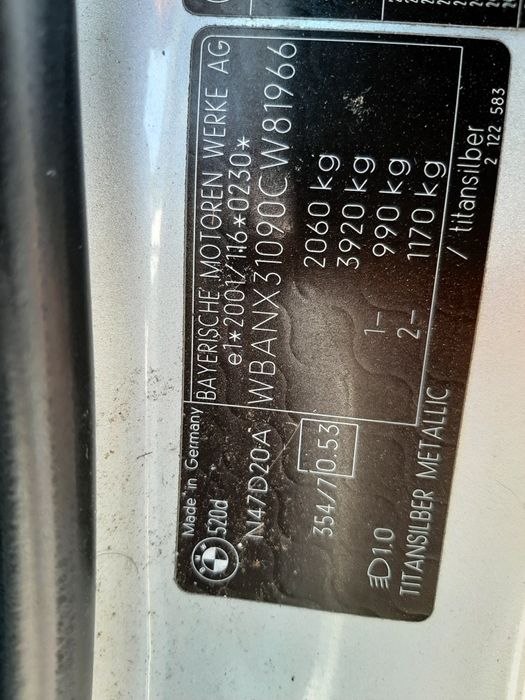 Made in Germany
520d
BAYERISCHE MOTOREN WERKE AG
e1*2001/116*0230*
N47D20A WBANX31090CW81966
2060 kg
354/7 0.53 3920 kg
1– 990 kg
1.0 2– 1170 kg
TITANSILBER METALLIC / titansilber
2 122 583